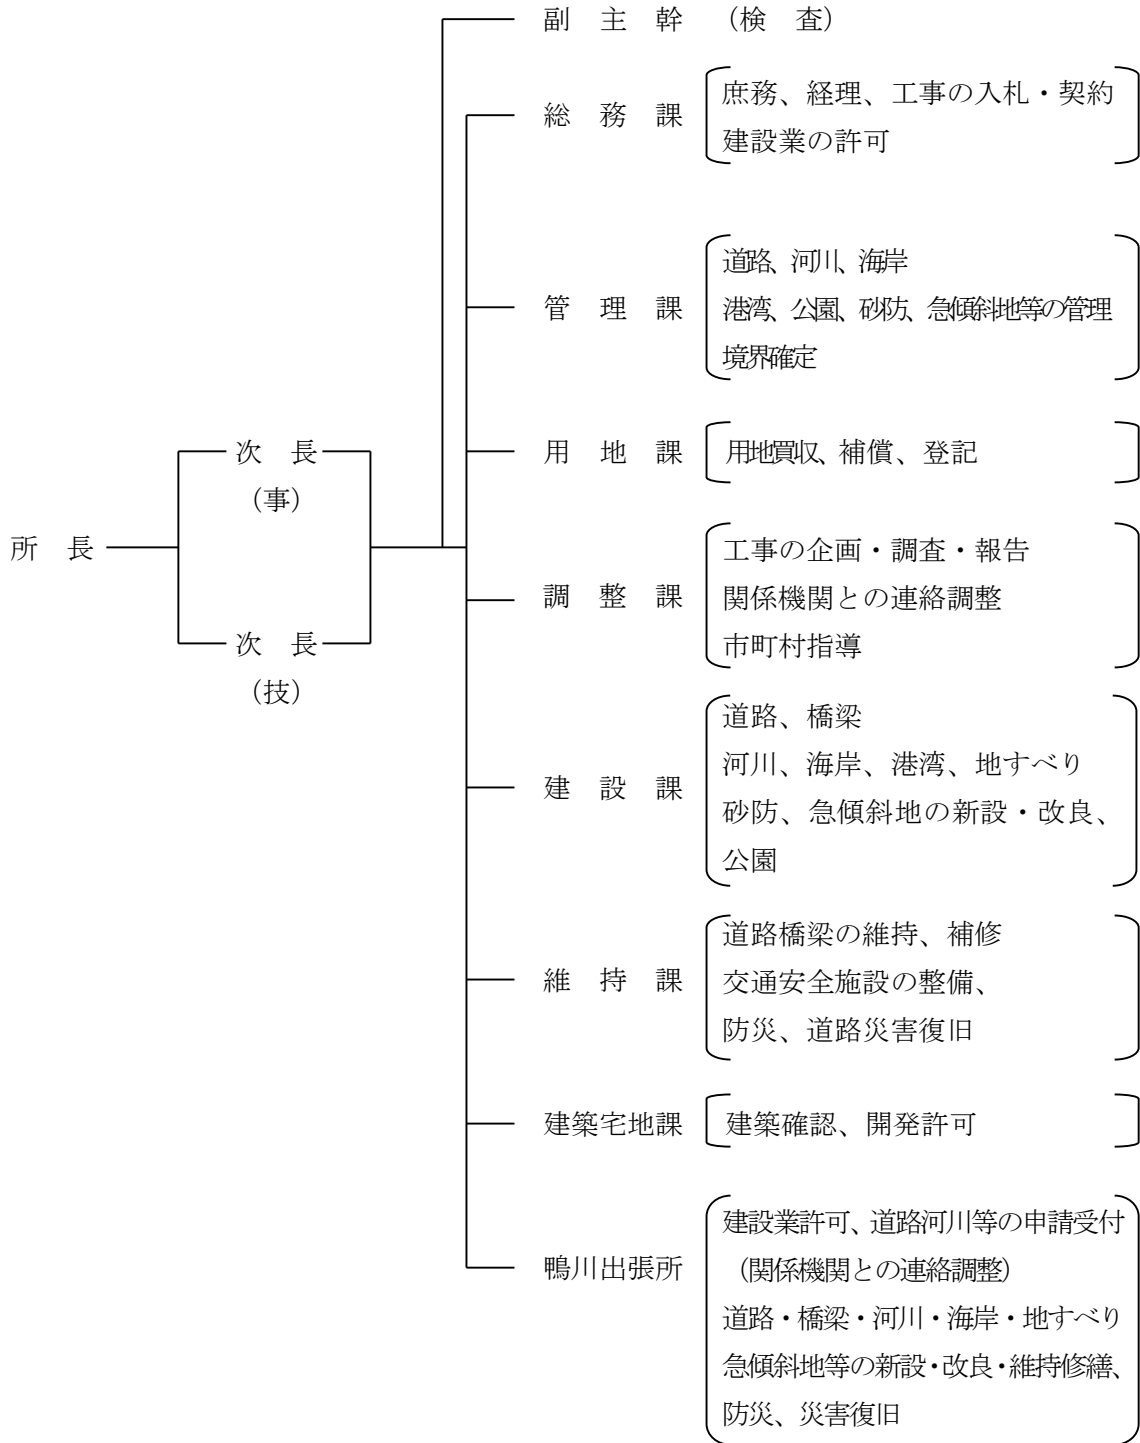 副主幹 (検 査)
総務課
庶務、経理、工事の入札・契約
建設業の許可
管理課
道路、河川、海岸
港湾、公園、砂防、急傾斜地等の管理
境界確定
用地課
用地買収、補償、登記
所長
次長
(事)
次長
(技)
調整課
工事の企画・調査・報告
関係機関との連絡調整
市町村指導
建設課
道路、橋梁
河川、海岸、港湾、地すべり
砂防、急傾斜地の新設・改良、
公園
維持課
道路橋梁の維持、補修
交通安全施設の整備、
防災、道路災害復旧
建築宅地課
建築確認、開発許可
鴨川出張所
建設業許可、道路河川等の申請受付
(関係機関との連絡調整)
道路・橋梁・河川・海岸・地すべり
急傾斜地等の新設・改良・維持修繕、
防災、災害復旧